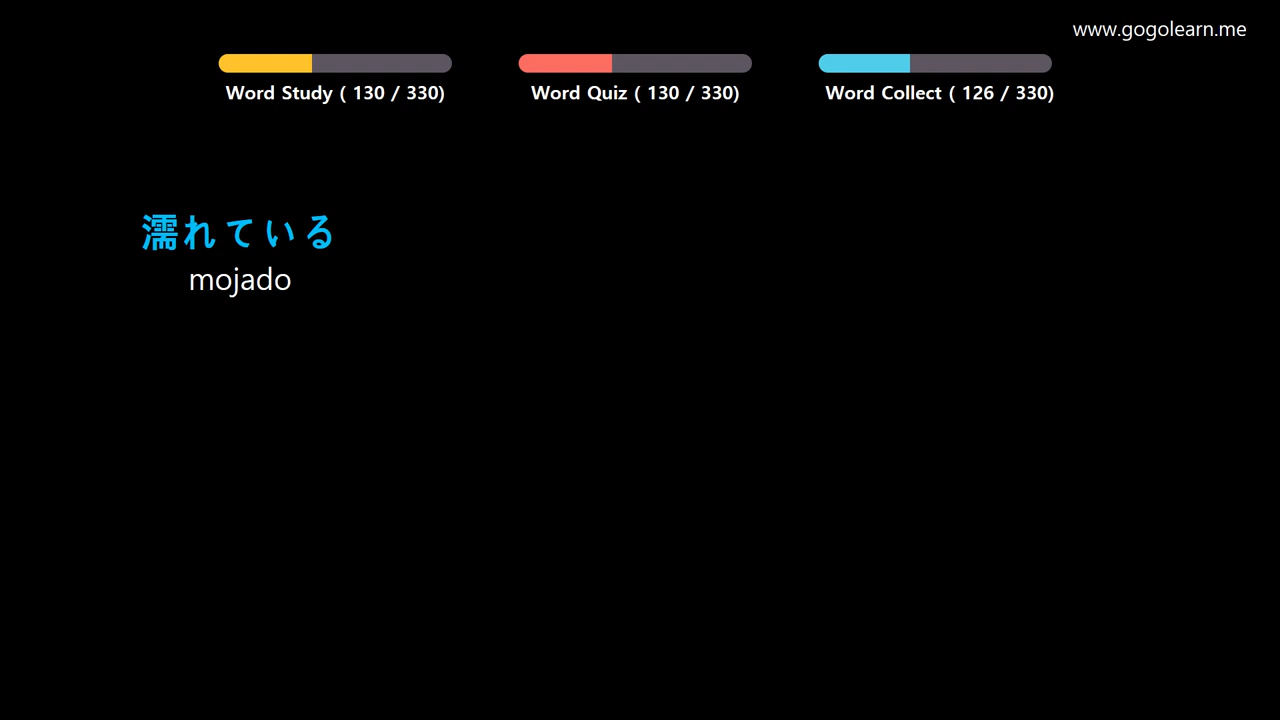 www.gogolearn.me
Word Study ( 130 / 330)
Word Quiz ( 130 / 330)
Word Collect ( 126 / 330)
濡れている
mojado